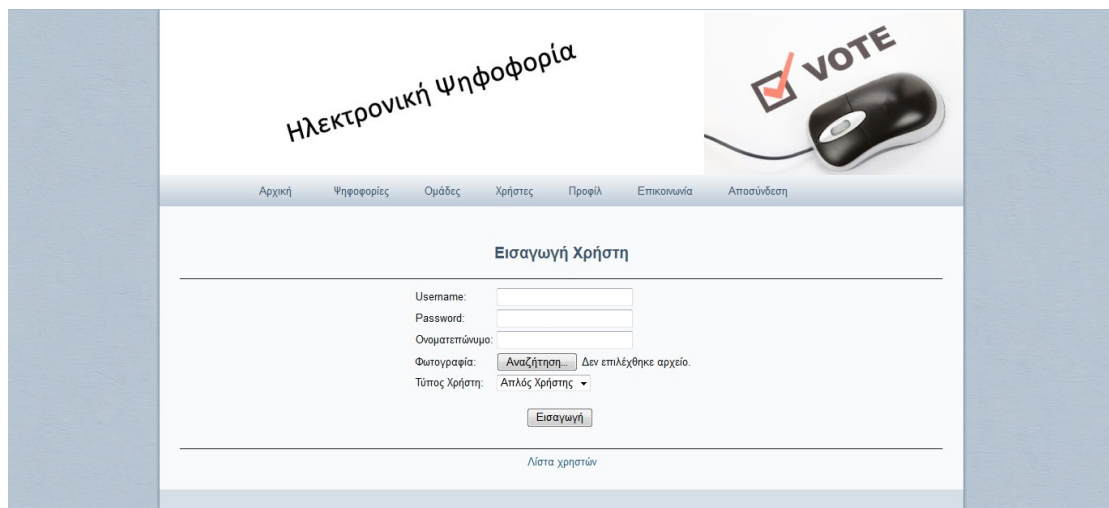 Ηλεκτρονική Ψηφοφορία
VOTE
Αρχική Ψηφοφορίες Ομάδες Χρήστες Προφίλ Επικοινωνία Αποσύνδεση
Εισαγωγή Χρήστη
Username:
Password:
Ονοματεπώνυμο:
Φωτογραφία: Αναζήτηση... Δεν επιλέχθηκε αρχείο.
Τύπος Χρήστη: Απλός Χρήστης
Εισαγωγή
Λίστα χρηστών